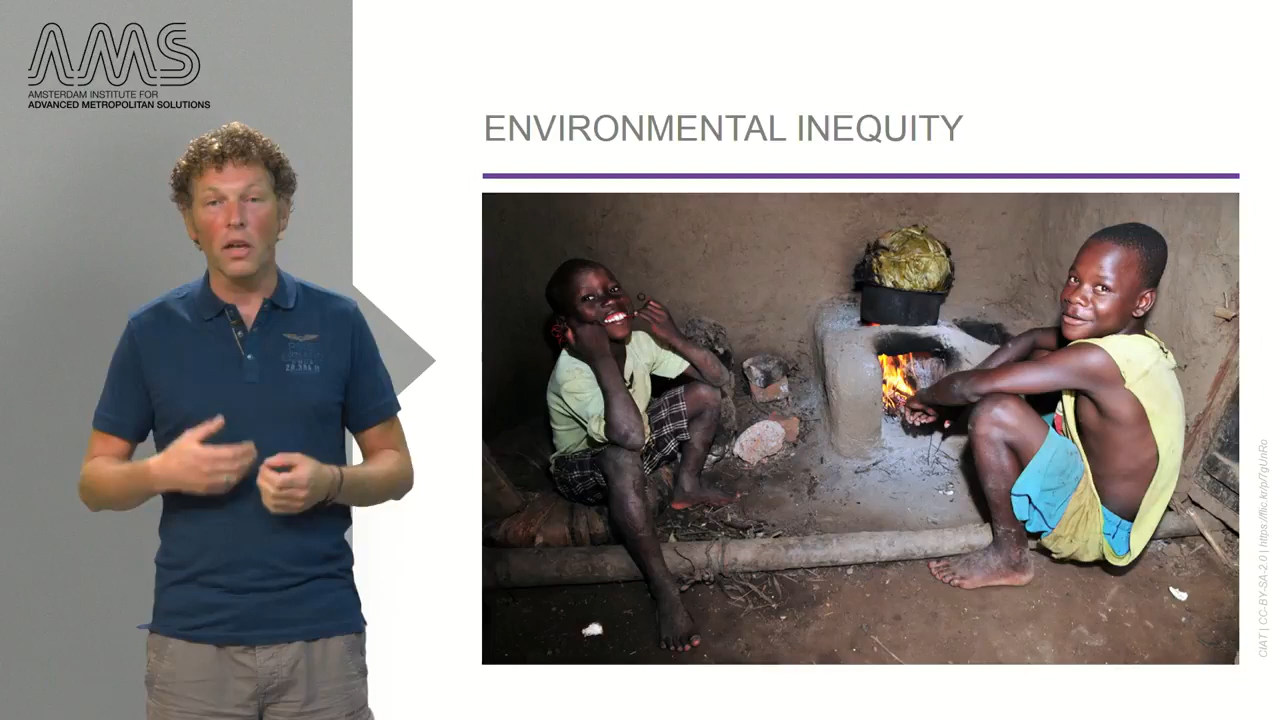 AMS
AMSTERDAM INSTITUTE FOR
ADVANCED METROPOLITAN SOLUTIONS
ENVIRONMENTAL INEQUITY
CIAT | CC-BY-SA-2.0 | https://flic.kr/p/7gUnRo